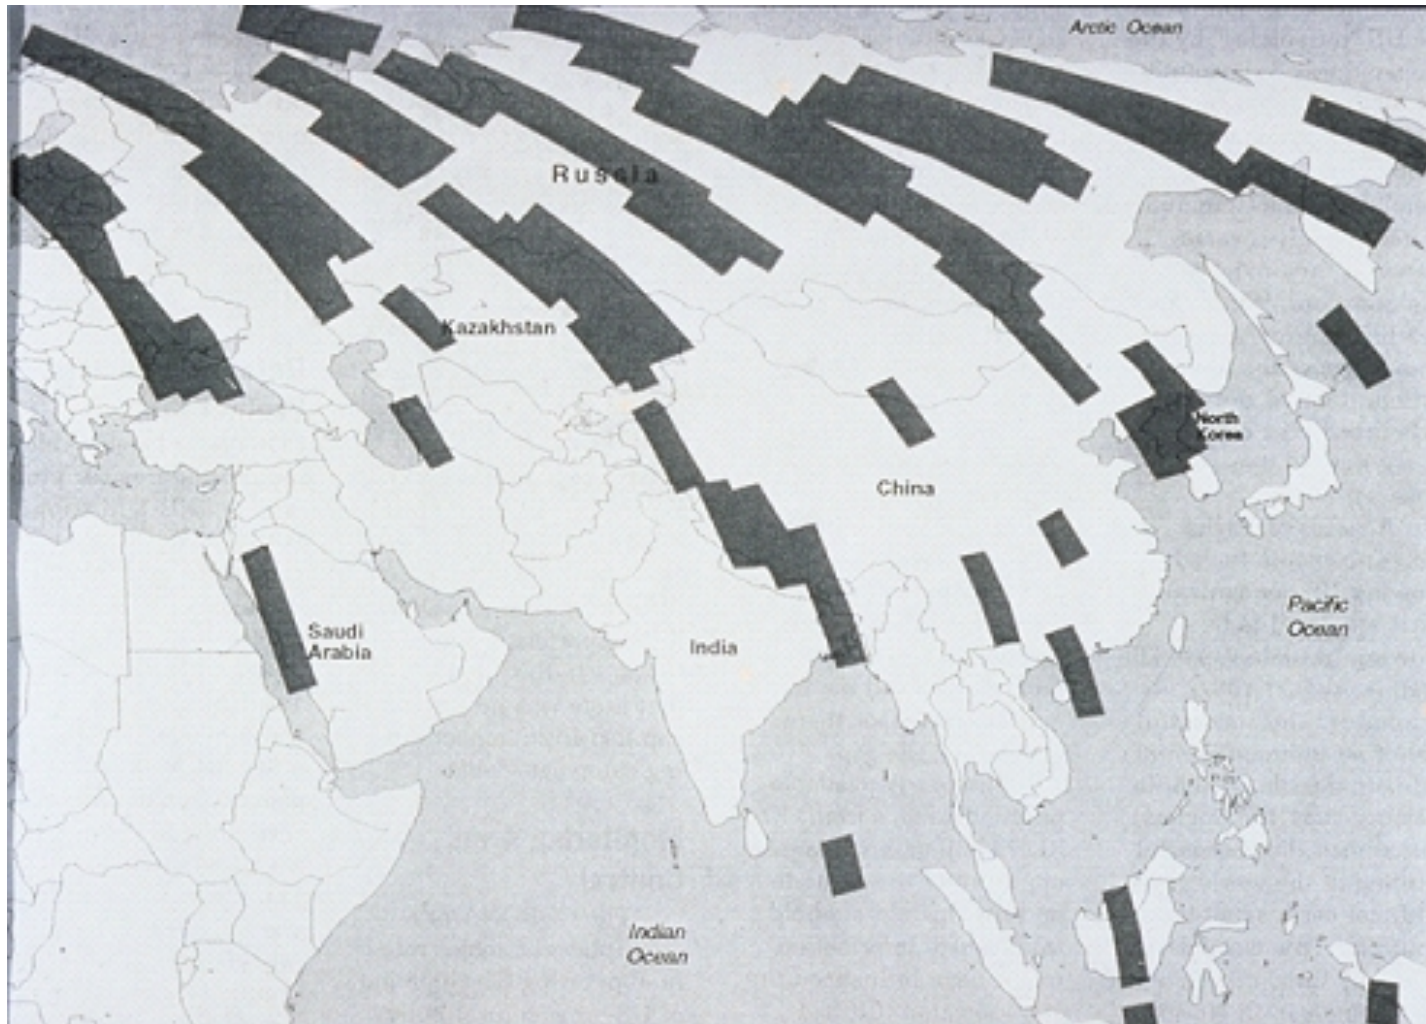 Arctic Ocean
Russia
Kazakhstan
North
Korea
China
Pacific
Ocean
Saudi
Arabia
India
Indian
Ocean